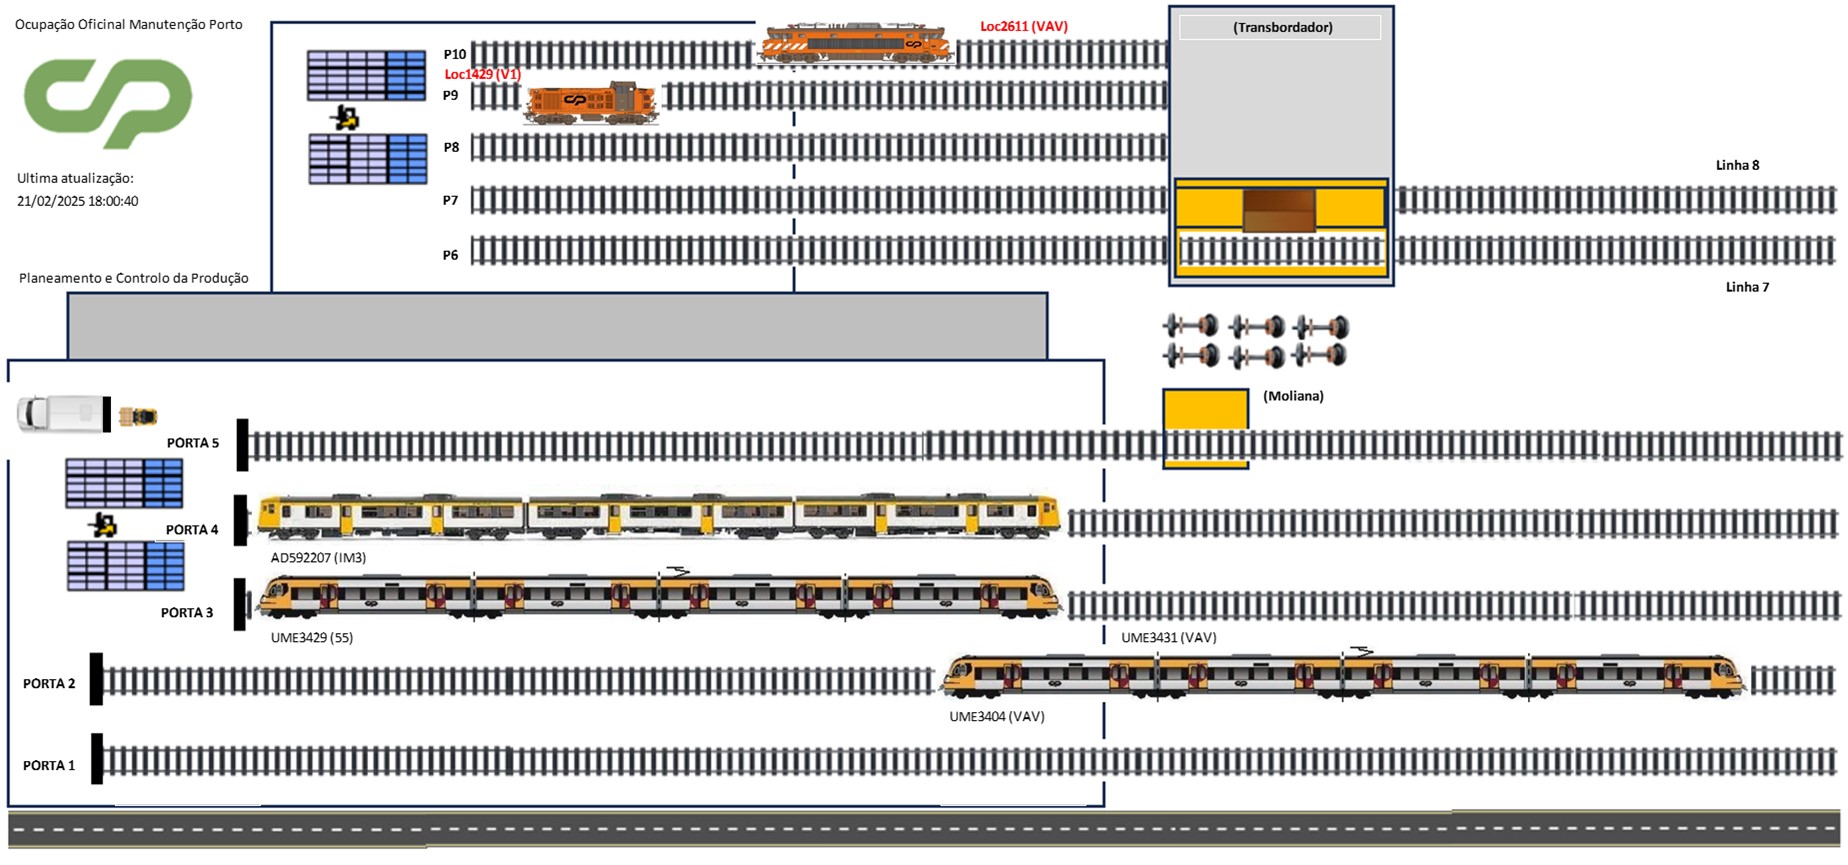 Ocupação Oficinal Manutenção Porto
Loc2611 (VAV)
(Transbordador)
P10
Loc1429 (V1)
P9
CP
P8
Linha 8
Ultima atualização:
21/02/2025 18:00:40
P7
P6
Planeamento e Controlo da Produção
Linha 7
(Moliana)
PORTA 5
PORTA 4
AD592207 (IM3)
PORTA 3
UME3429 (55)
UME3431 (VAV)
PORTA 2
UME3404 (VAV)
PORTA 1